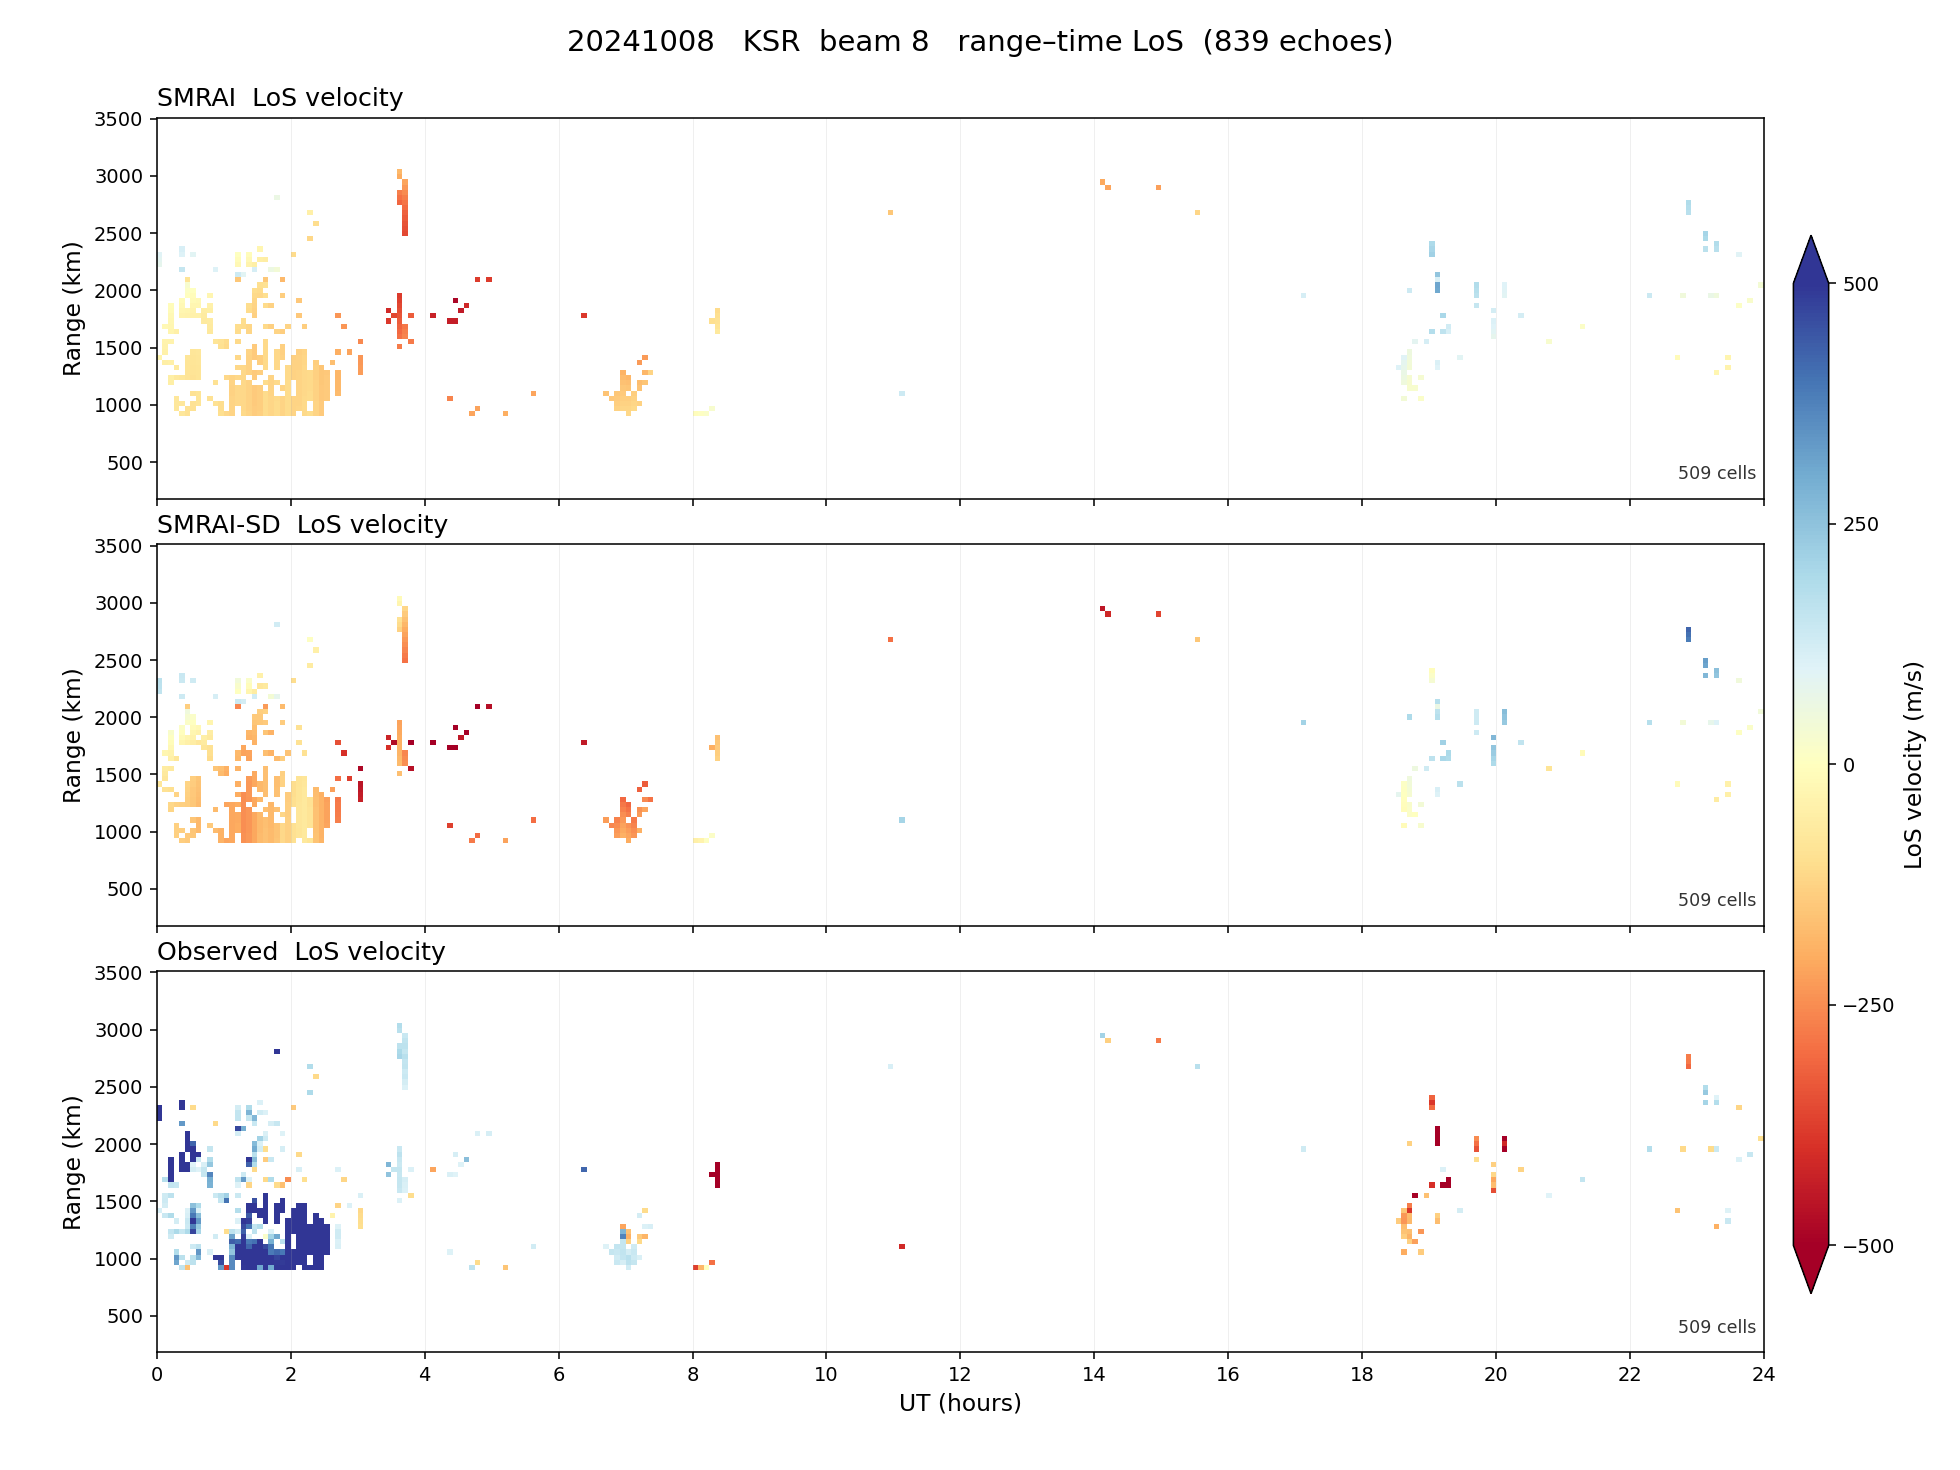 20241008   KSR  beam 8   range–time LoS  (839 echoes)
SMRAI  LoS velocity
3500
3000
2500
2000
1500
1000
500
Range (km)
509 cells
SMRAI-SD  LoS velocity
3500
3000
2500
2000
1500
1000
500
Range (km)
509 cells
Observed  LoS velocity
3500
3000
2500
2000
1500
1000
500
Range (km)
509 cells
0 2 4 6 8 10 12 14 16 18 20 22 24
UT (hours)
500
250
0
−250
−500
LoS velocity (m/s)